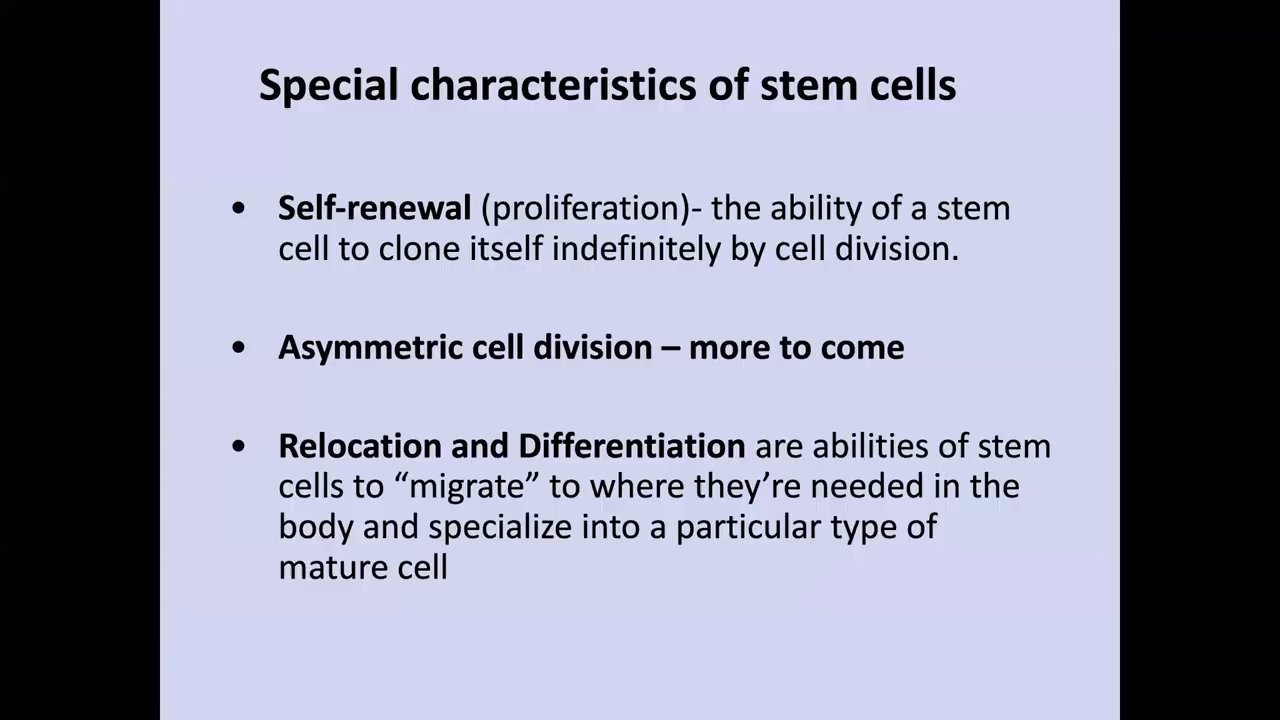 Special characteristics of stem cells
• Self-renewal (proliferation)- the ability of a stem
cell to clone itself indefinitely by cell division.
• Asymmetric cell division – more to come
• Relocation and Differentiation are abilities of stem
cells to “migrate” to where they’re needed in the
body and specialize into a particular type of
mature cell